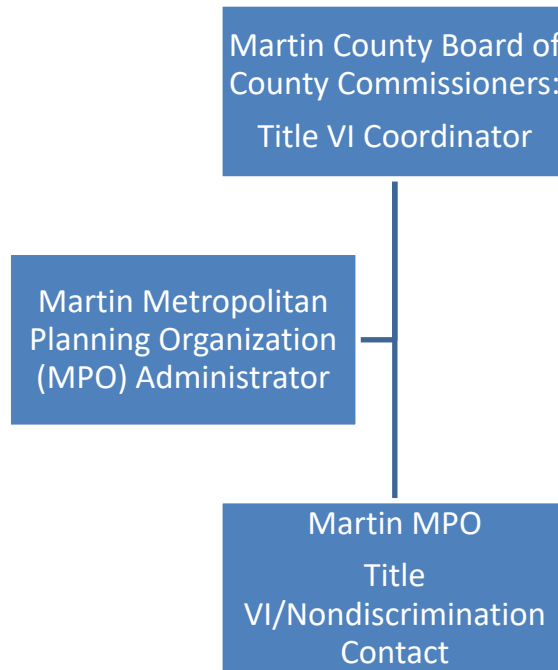 Martin County Board of
County Commissioners:
Title VI Coordinator
Martin Metropolitan
Planning Organization
(MPO) Administrator
Martin MPO
Title
VI/Nondiscrimination
Contact